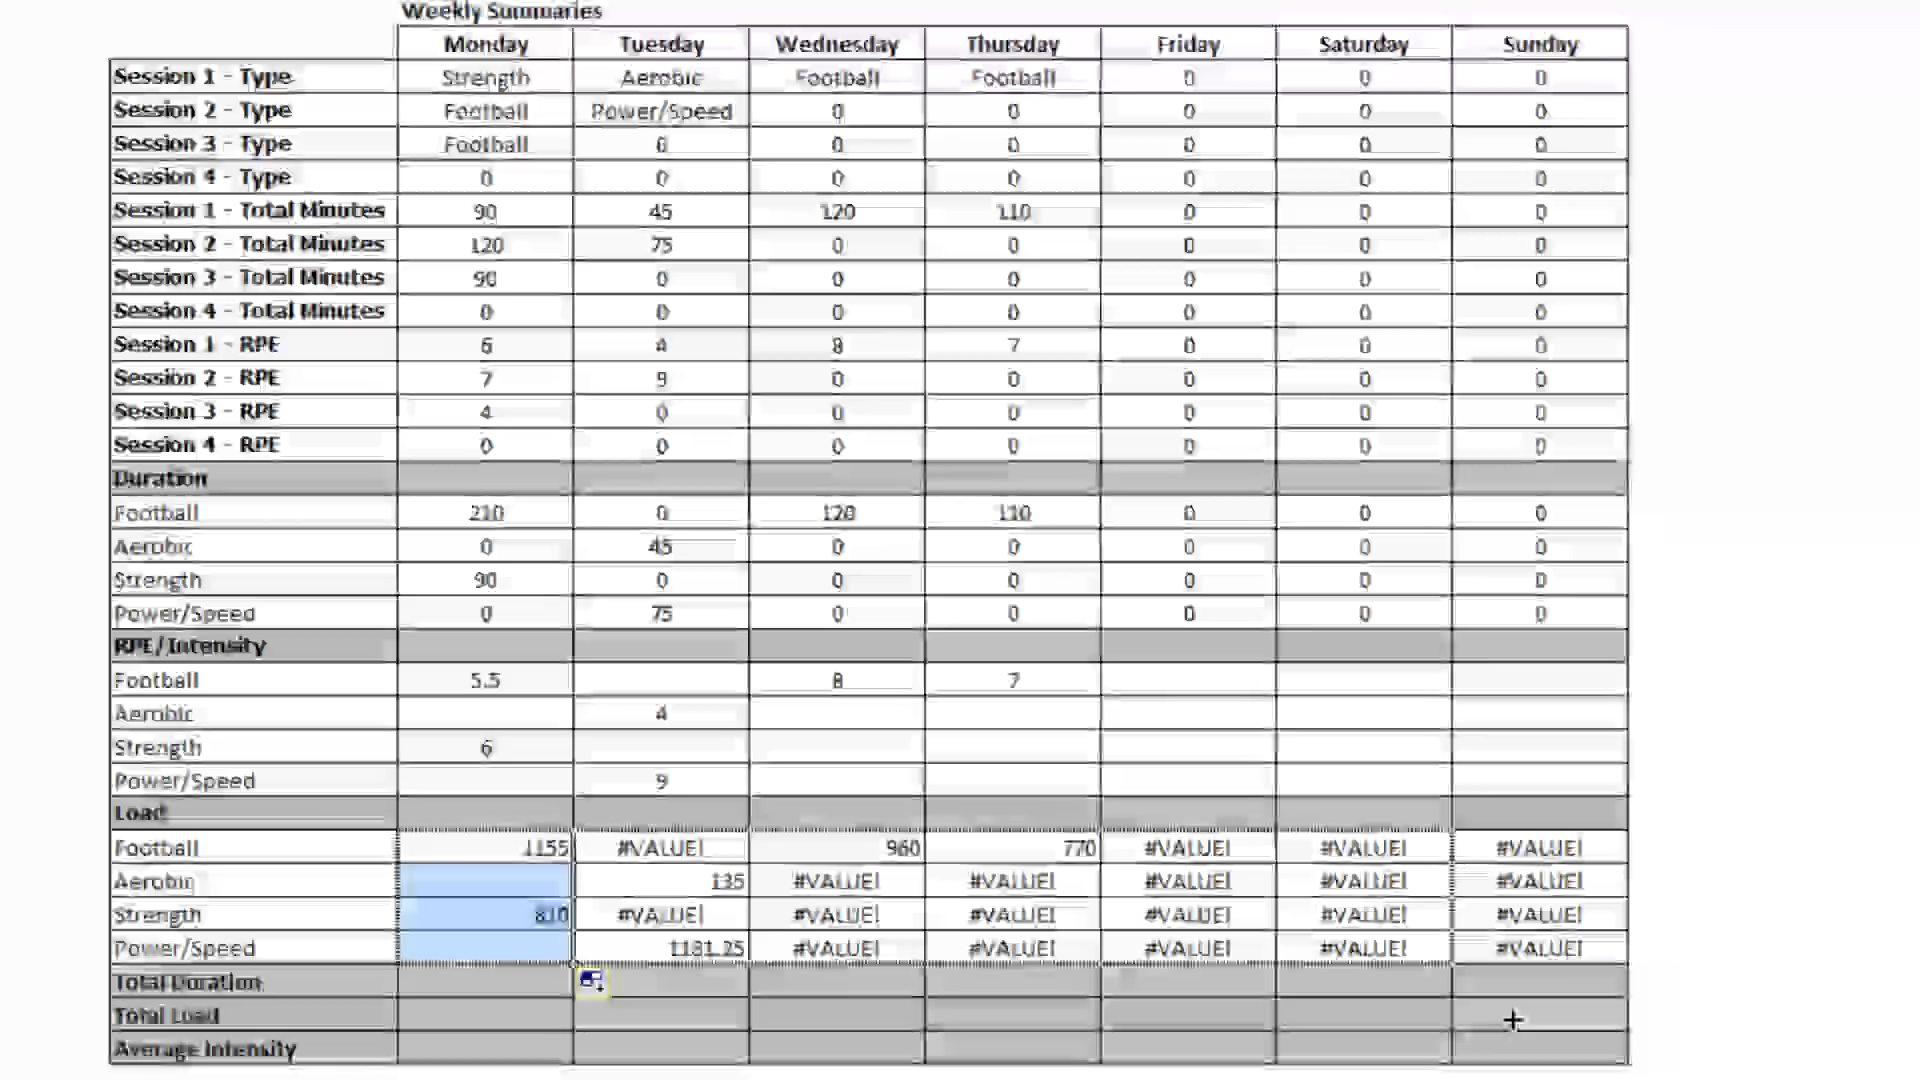 Weekly Summaries
Monday Tuesday Wednesday Thursday Friday Saturday Sunday
Session 1 - Type Strength Aerobic Football Football 0 0 0
Session 2 - Type Football Power/Speed 0 0 0 0 0
Session 3 - Type Football 0 0 0 0 0 0
Session 4 - Type 0 0 0 0 0 0 0
Session 1 - Total Minutes 90 45 120 110 0 0 0
Session 2 - Total Minutes 120 75 0 0 0 0 0
Session 3 - Total Minutes 90 0 0 0 0 0 0
Session 4 - Total Minutes 0 0 0 0 0 0 0
Session 1 - RPE 6 4 8 7 0 0 0
Session 2 - RPE 7 9 0 0 0 0 0
Session 3 - RPE 4 0 0 0 0 0 0
Session 4 - RPE 0 0 0 0 0 0 0
Duration
Football 210 0 120 110 0 0 0
Aerobic 0 45 0 0 0 0 0
Strength 90 0 0 0 0 0 0
Power/Speed 0 75 0 0 0 0 0
RPE/Intensity
Football 5.5 8 7
Aerobic 4
Strength 6
Power/Speed 9
Load
Football 1155 #VALUE! 960 770 #VALUE! #VALUE! #VALUE!
Aerobic 135 #VALUE! #VALUE! #VALUE! #VALUE! #VALUE!
Strength 810 #VALUE! #VALUE! #VALUE! #VALUE! #VALUE! #VALUE!
Power/Speed 1181.25 #VALUE! #VALUE! #VALUE! #VALUE! #VALUE!
Total Duration
Total Load
Average Intensity